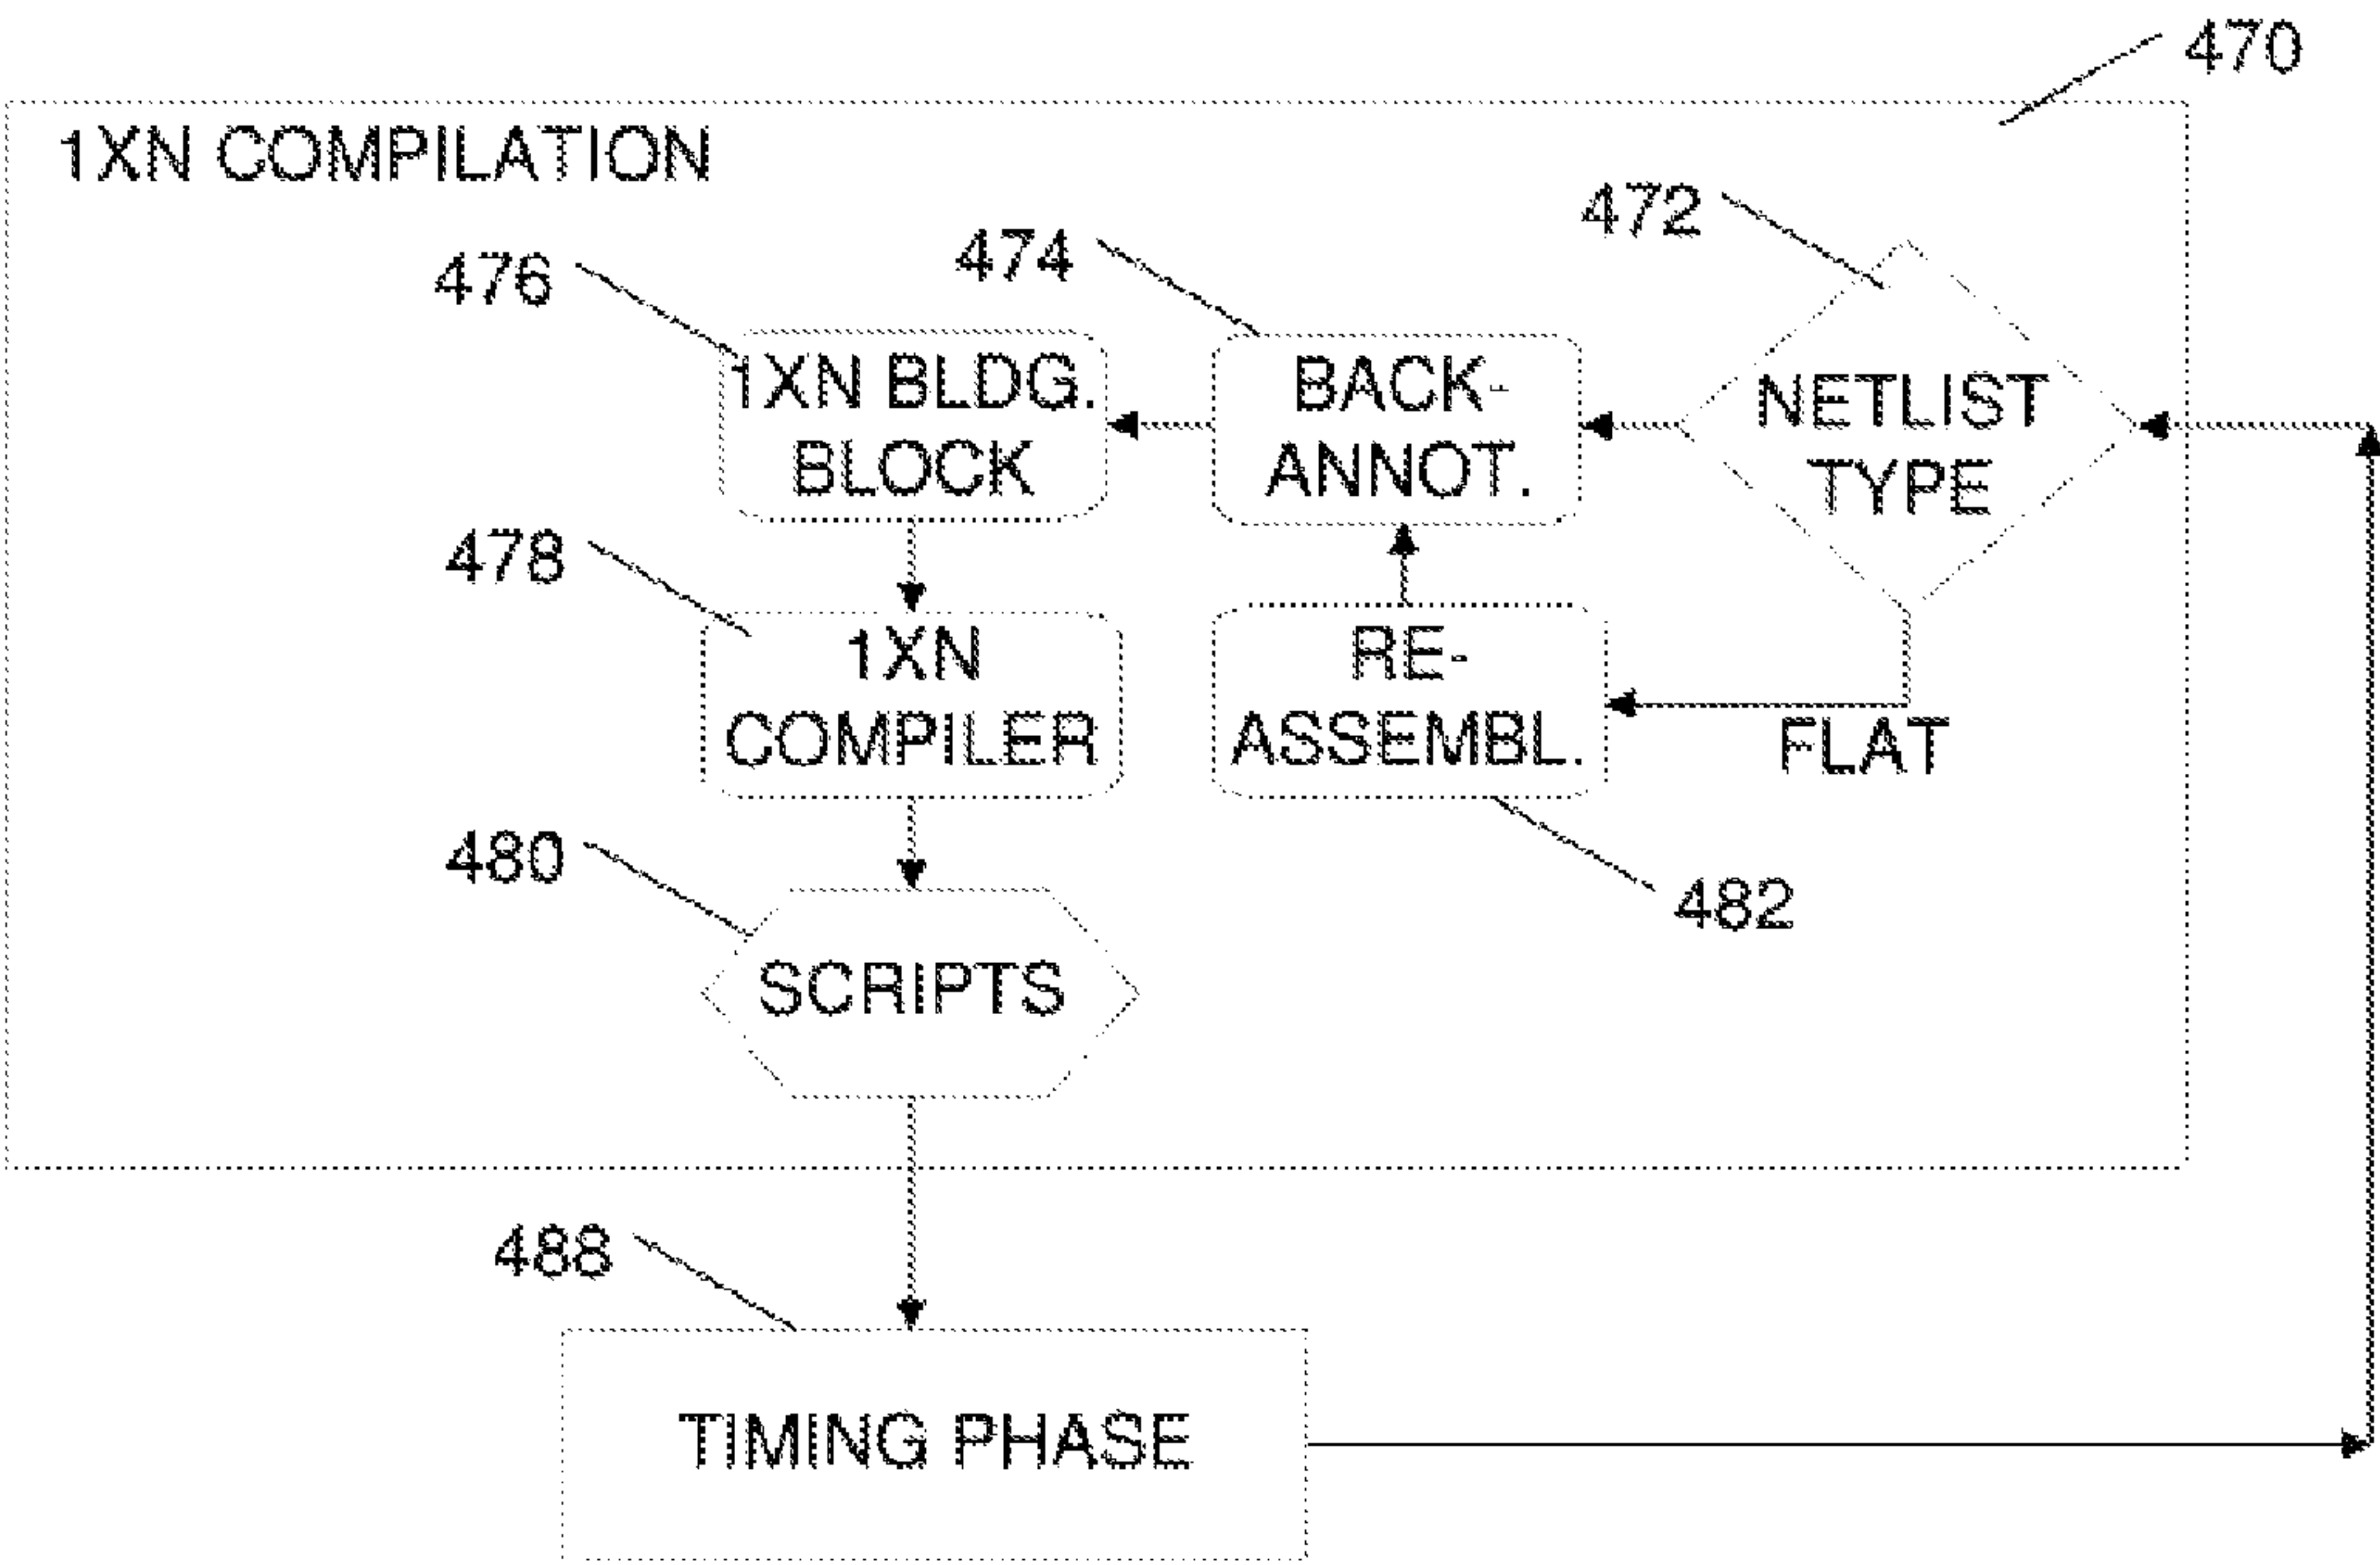 470
1XN COMPILATION
472
474
476
1XN BLDG.
BLOCK
BACK-
ANNOT.
NETLIST
TYPE
478
1XN
COMPILER
RE-
ASSEMBL.
FLAT
480
482
SCRIPTS
488
TIMING PHASE